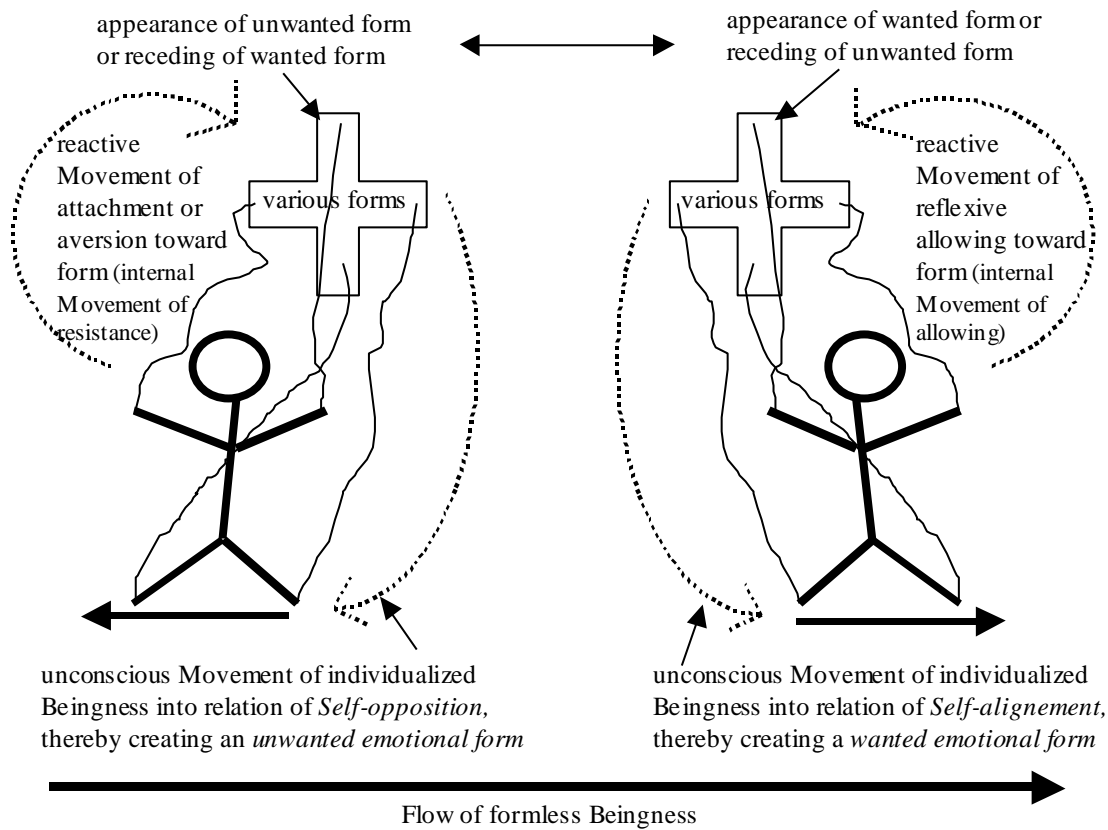 appearance of unwanted form
or receding of wanted form
appearance of wanted form or
receding of unwanted form
reactive
Movement of
attachment or
aversion toward
form (internal
Movement of
resistance)
various forms
various forms
reactive
Movement of
reflexive
allowing toward
form (internal
Movement of
allowing)
unconscious Movement of individualized
Beingness into relation of Self-opposition,
thereby creating an unwanted emotional form
unconscious Movement of individualized
Beingness into relation of Self-alignement,
thereby creating a wanted emotional form
Flow of formless Beingness